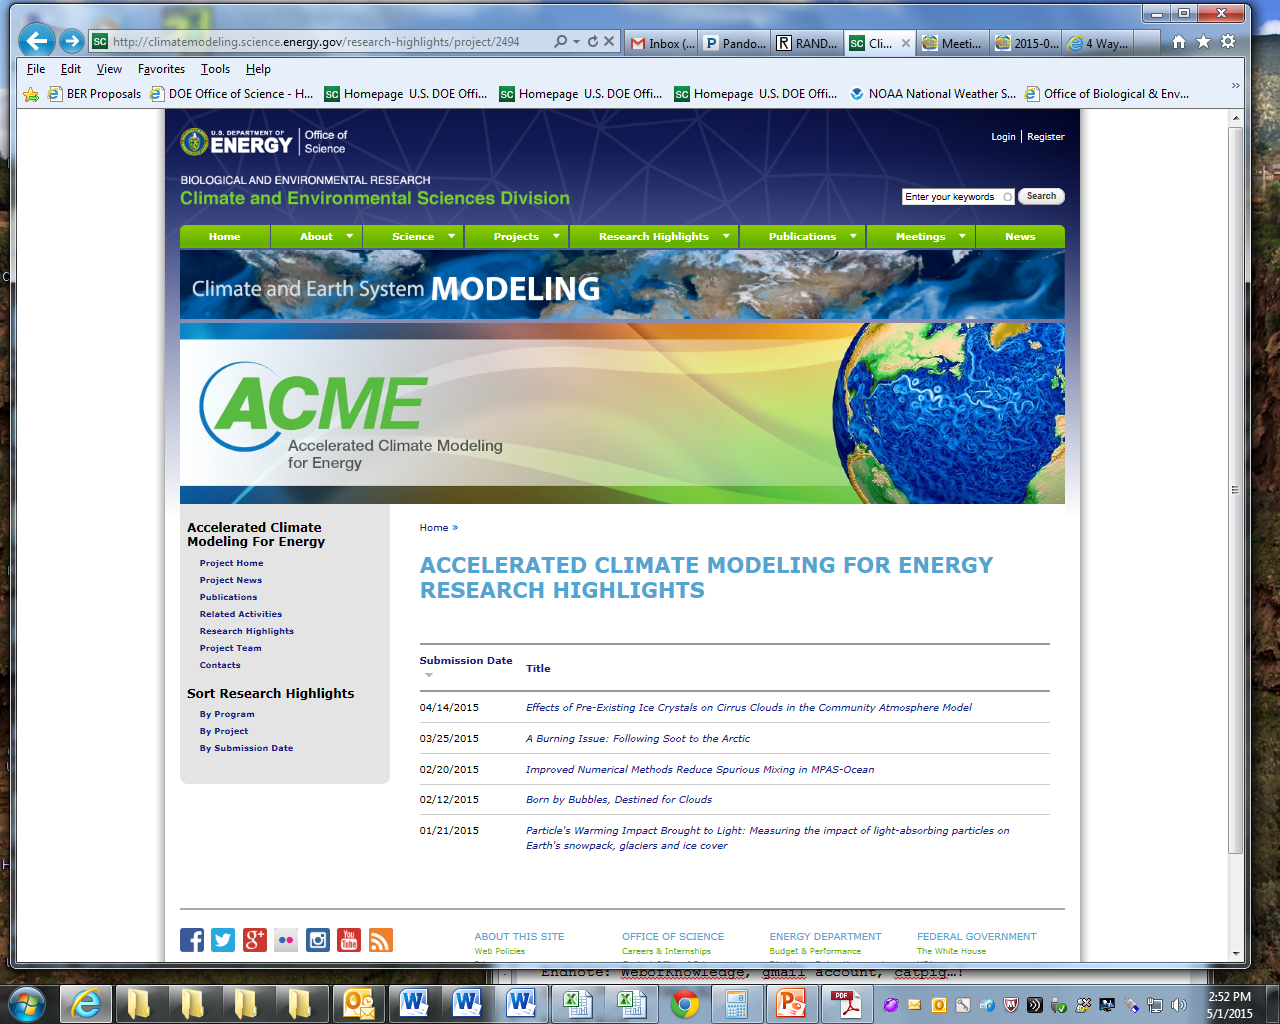 http://climatemodeling.science.energy.gov/research-highlights/project/2494
Inbox (...
Pando...
RAND...
Cli...
Meeti...
2015-0...
4 Way...
File Edit View Favorites Tools Help
BER Proposals
DOE Office of Science - H...
Homepage U.S. DOE Offi...
Homepage U.S. DOE Offi...
Homepage U.S. DOE Offi...
NOAA National Weather S...
Office of Biological & Env...
U.S. DEPARTMENT OF
ENERGY
Office of
Science
Login | Register
BIOLOGICAL AND ENVIRONMENTAL RESEARCH
Climate and Environmental Sciences Division
Enter your keywords
Search
Home About Science Projects Research Highlights Publications Meetings News
Climate and Earth System MODELING
ACME
Accelerated Climate Modeling
for Energy
Accelerated Climate
Modeling For Energy
Project Home
Project News
Publications
Related Activities
Research Highlights
Project Team
Contacts
Sort Research Highlights
By Program
By Project
By Submission Date
Home »
ACCELERATED CLIMATE MODELING FOR ENERGY
RESEARCH HIGHLIGHTS
Submission Date Title
04/14/2015 Effects of Pre-Existing Ice Crystals on Cirrus Clouds in the Community Atmosphere Model
03/25/2015 A Burning Issue: Following Soot to the Arctic
02/20/2015 Improved Numerical Methods Reduce Spurious Mixing in MPAS-Ocean
02/12/2015 Born by Bubbles, Destined for Clouds
01/21/2015 Particle's Warming Impact Brought to Light: Measuring the impact of light-absorbing particles on
Earth's snowpack, glaciers and ice cover
ABOUT THIS SITE
Web Policies
OFFICE OF SCIENCE
Careers & Internships
ENERGY DEPARTMENT
Budget & Performance
FEDERAL GOVERNMENT
The White House
Endnote: WebofKnowledge, gmail account, catpig…!
2:52 PM
5/1/2015